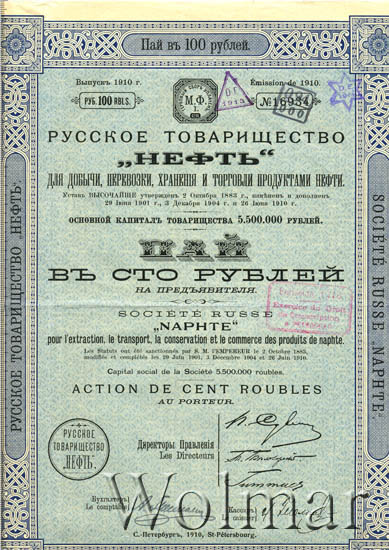 Пай въ 100 рублей.
Выпускъ 1910 г.
Émission de 1910.
РУБ. 100 RBLS.
М.Ф.
№16934
РУССКОЕ ТОВАРИЩЕСТВО
„НЕФТЬ“
ДЛЯ ДОБЫЧИ, ПЕРЕВОЗКИ, ХРАНЕНІЯ И ТОРГОВЛИ ПРОДУКТАМИ НЕФТИ.
Уставъ ВЫСОЧАЙШЕ утвержденъ 2 Октября 1883 г., измѣненъ и дополненъ
29 Іюня 1901 г., 3 Декабря 1904 г. и 26 Іюня 1910 г.
ОСНОВНОЙ КАПИТАЛЪ ТОВАРИЩЕСТВА 5.500.000 РУБЛЕЙ.
ПАЙ
ВЪ СТО РУБЛЕЙ
НА ПРЕДЪЯВИТЕЛЯ.
SOCIÉTÉ RUSSE
„NAPHTE“
pour l'extraction, le transport, la conservation et le commerce des produits de naphte.
Les Statuts ont été sanctionnés par S. M. l'EMPEREUR le 2 Octobre 1883,
modifiés et complétés les 29 Juin 1901, 3 Décembre 1904 et 26 Juin 1910.
Capital social de la Société 5.500.000 roubles.
ACTION DE CENT ROUBLES
AU PORTEUR.
РУССКОЕ
ТОВАРИЩЕСТВО
„НЕФТЬ“
Директоры Правленія
Les Directeurs
Бухгалтеръ
Le comptable
Кассиръ
Le caissier
С.-Петербургъ, 1910, St-Pétersbourg.
РУССКОЕ ТОВАРИЩЕСТВО „НЕФТЬ“
SOCIÉTÉ RUSSE „NAPHTE“
Wolmar